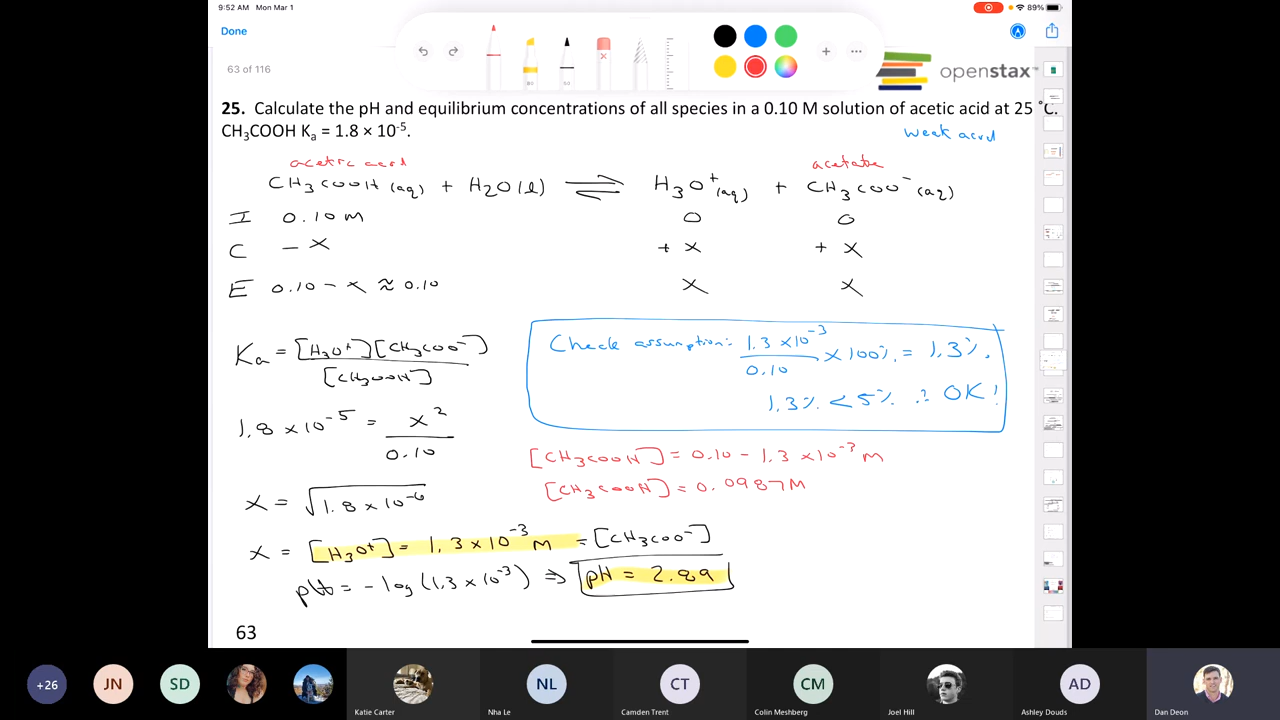 9:52 AM Mon Mar 1
89%
Done
63 of 116
openstax
25. Calculate the pH and equilibrium concentrations of all species in a 0.10 M solution of acetic acid at 25 °C.
CH₃COOH Kₐ = 1.8 × 10⁻⁵.
weak acid
acetic acid
acetate
CH₃COOH (aq) + H₂O(l) ⇌ H₃O⁺(aq) + CH₃COO⁻(aq)
I 0.10 M 0 0
C - x + x + x
E 0.10 - x ≈ 0.10 x x
Kₐ = [H₃O⁺][CH₃COO⁻] / [CH₃COOH]
Check assumption: 1.3 x10⁻³ / 0.10 x 100% = 1.3%
1.3% < 5% ∴ OK!
1.8 x10⁻⁵ = x² / 0.10
[CH₃COOH] = 0.10 - 1.3 x10⁻³ M
[CH₃COOH] = 0.0987 M
x = √1.8 x10⁻⁶
x = [H₃O⁺] = 1.3 x 10⁻³ M = [CH₃COO⁻]
pH = - log (1.3 x 10⁻³) ⇒ pH = 2.89
63
+26
JN
SD
Katie Carter
NL
Nha Le
CT
Camden Trent
CM
Colin Meshberg
Joel Hill
AD
Ashley Douds
Dan Deon